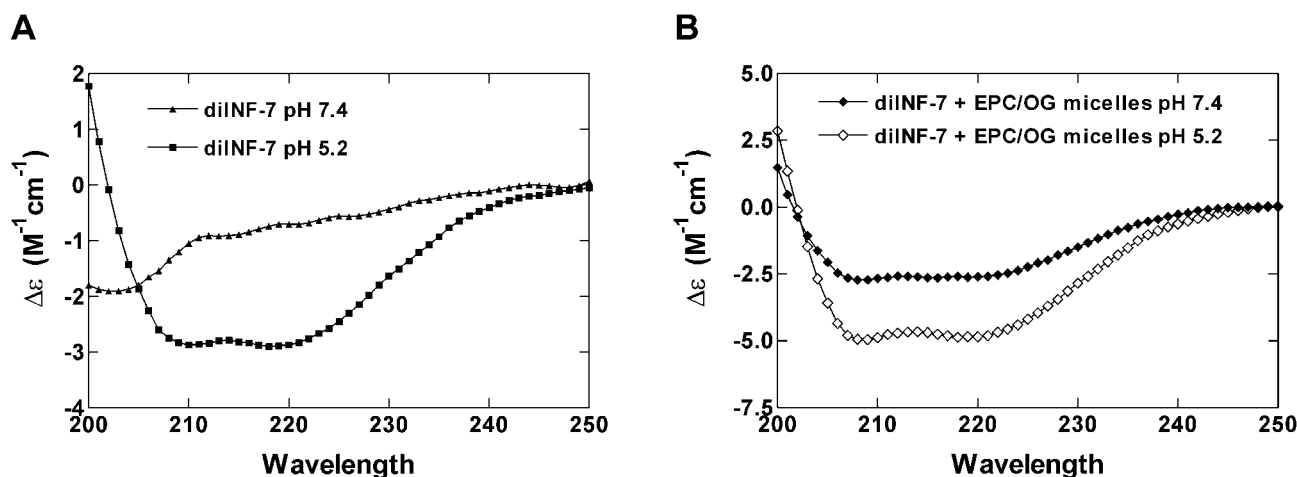 A
Δε (M⁻¹cm⁻¹)
2
1
0
-1
-2
-3
-4
diINF-7 pH 7.4
diINF-7 pH 5.2
200 210 220 230 240 250
Wavelength
B
Δε (M⁻¹cm⁻¹)
5.0
2.5
0.0
-2.5
-5.0
-7.5
diINF-7 + EPC/OG micelles pH 7.4
diINF-7 + EPC/OG micelles pH 5.2
200 210 220 230 240 250
Wavelength